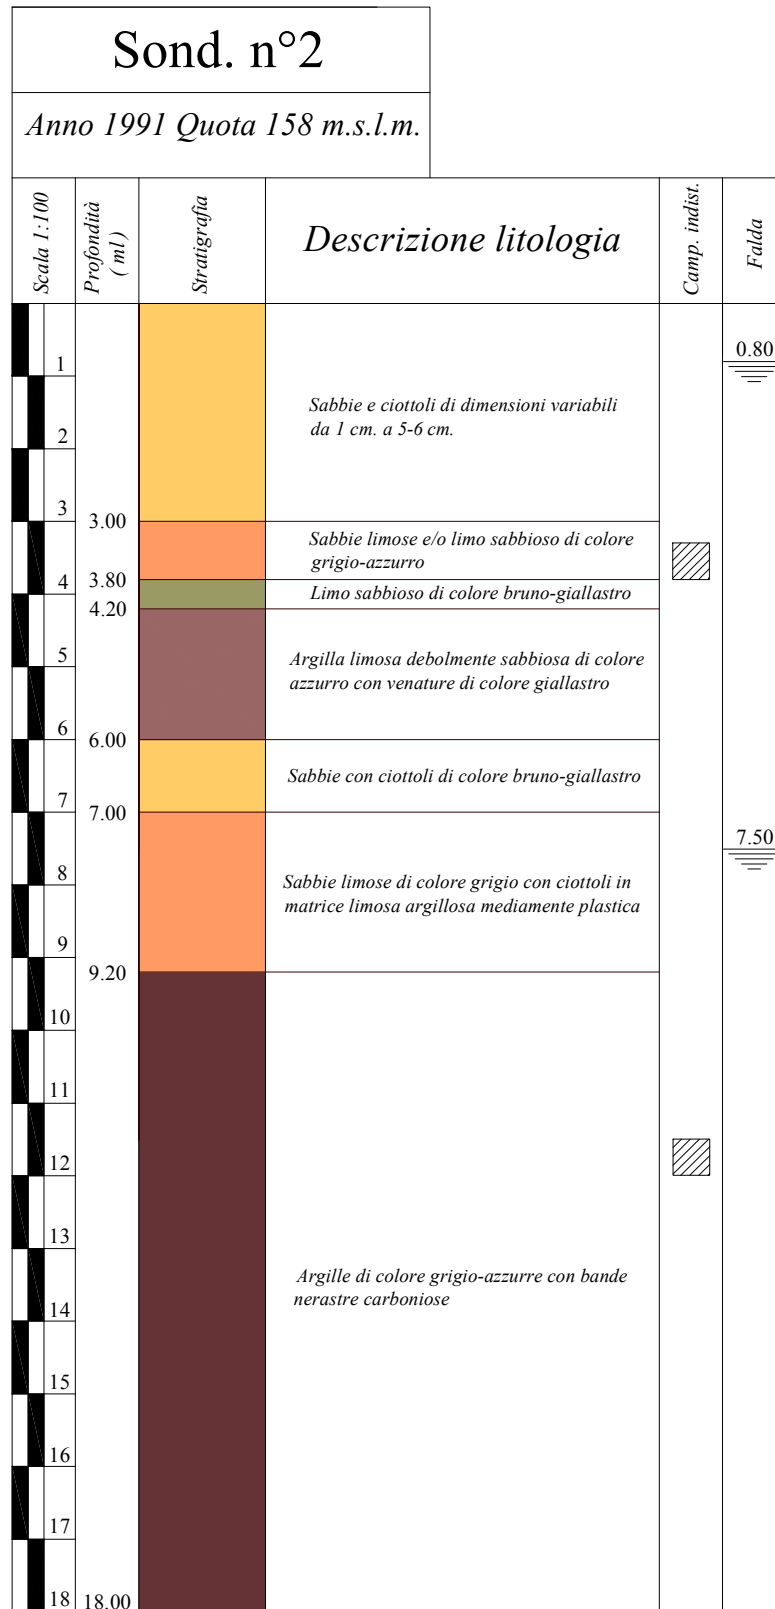 Sond. n°2
Anno 1991 Quota 158 m.s.l.m.
Scala 1:100
Profondità
( ml )
Stratigrafia
Descrizione litologia
Camp. indist.
Falda
0.80
1
Sabbie e ciottoli di dimensioni variabili
da 1 cm. a 5-6 cm.
2
3
3.00
Sabbie limose e/o limo sabbioso di colore
grigio-azzurro
4
3.80
Limo sabbioso di colore bruno-giallastro
4.20
5
Argilla limosa debolmente sabbiosa di colore
azzurro con venature di colore giallastro
6
6.00
Sabbie con ciottoli di colore bruno-giallastro
7
7.00
7.50
8
Sabbie limose di colore grigio con ciottoli in
matrice limosa argillosa mediamente plastica
9
9.20
10
11
12
13
Argille di colore grigio-azzurre con bande
nerastre carboniose
14
15
16
17
18
18.00